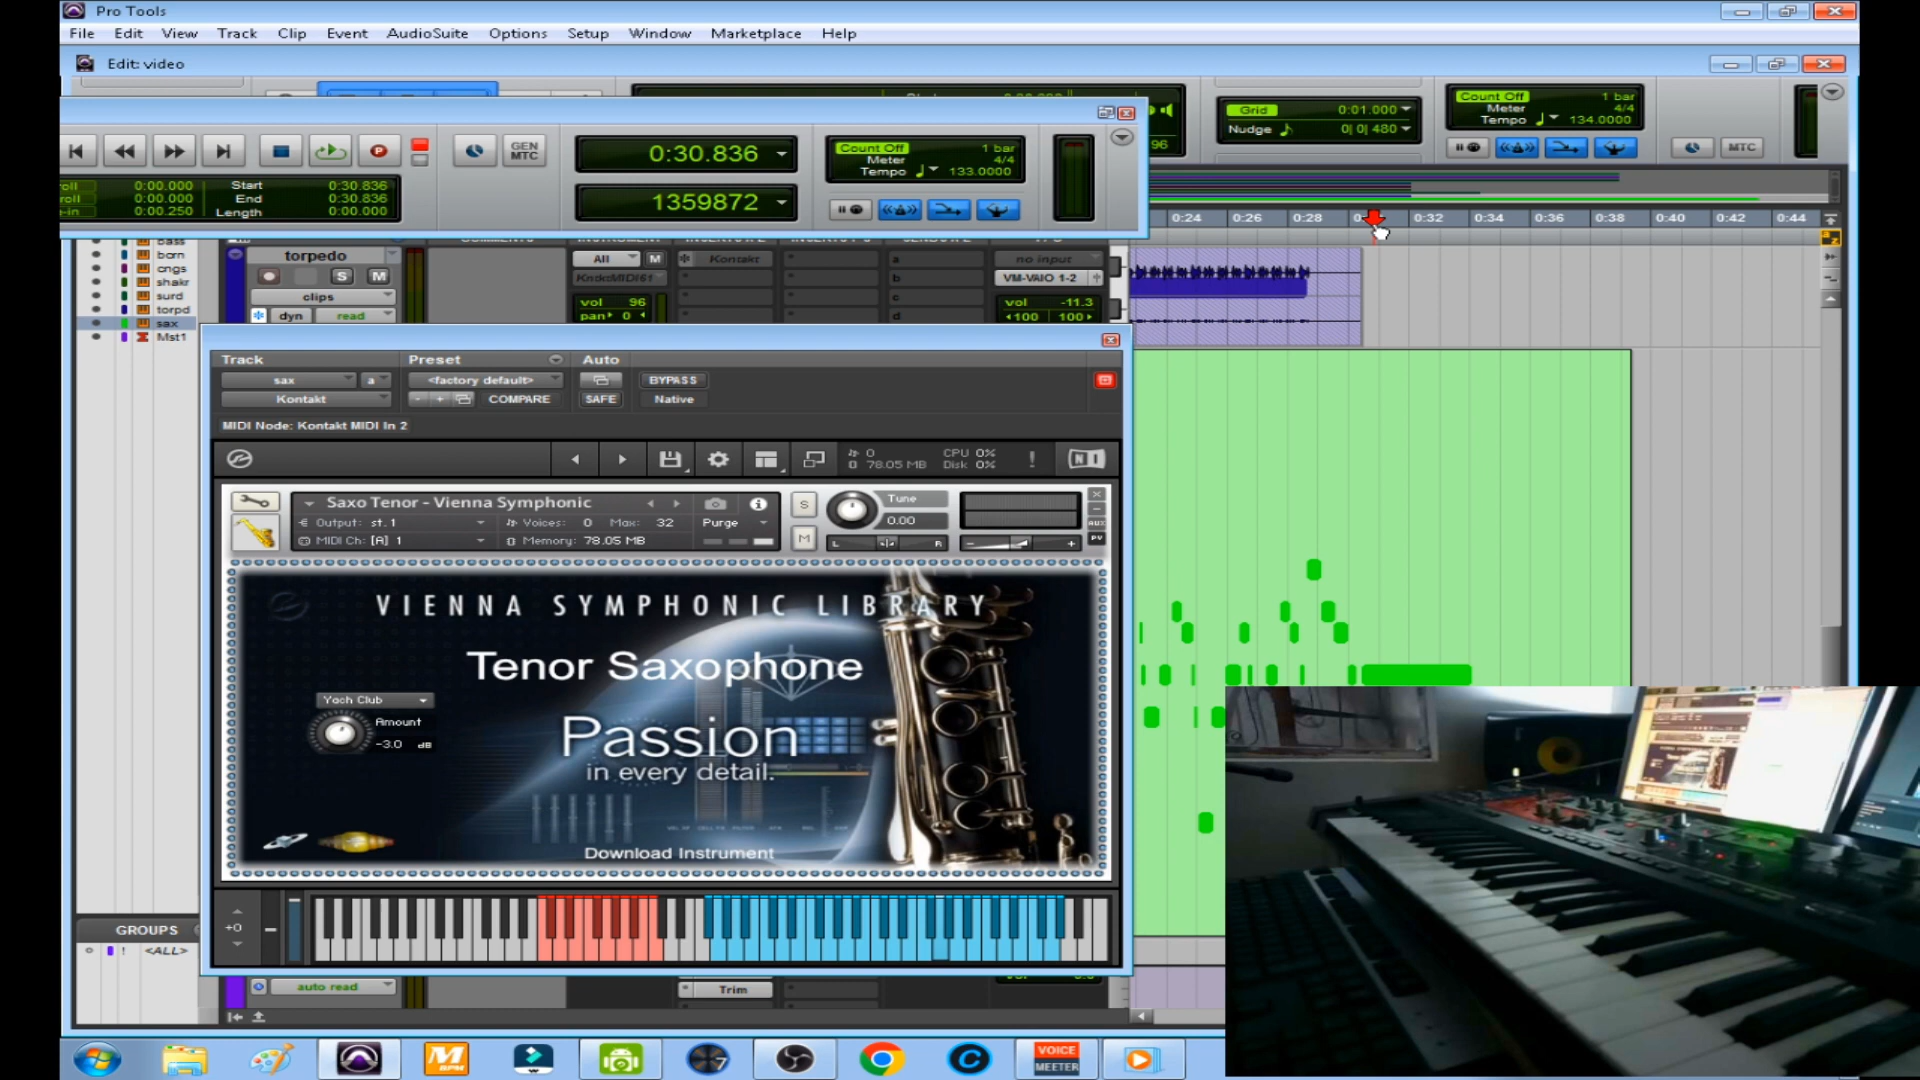 Pro Tools
File Edit View Track Clip Event AudioSuite Options Setup Window Marketplace Help
Edit: video
Grid 0:01.000
Nudge 0| 0| 480
Count Off 1 bar
Meter 4/4
Tempo 134.0000
MTC
96
GEN MTC
0:30.836
1359872
Count Off 1 bar
Meter 4/4
Tempo 133.0000
0:00.000 Start 0:30.836
0:00.000 End 0:30.836
0:00.250 Length 0:00.000
0:24 0:26 0:28 0:32 0:34 0:36 0:38 0:40 0:42 0:44
bass
born
cngs
shakr
surd
torpd
sax
Mst1
torpedo
S M
clips
dyn read
All M
KntktMIDI61
vol 96
pan 0
Kontakt
a
b
c
d
no input
VM-VAIO 1-2
vol -11.3
100 100
Track Preset Auto
sax a <factory default> BYPASS
Kontakt - + COMPARE SAFE Native
MIDI Node: Kontakt MIDI In 2
0 CPU 0%
78.05 MB Disk 0%
!
NI
Saxo Tenor - Vienna Symphonic
Output: st.1 Voices: 0 Max: 32 Purge
MIDI Ch: [A] 1 Memory: 78.05 MB
S
M
Tune
0.00
L R
- +
AUX
PV
VIENNA SYMPHONIC LIBRARY
Tenor Saxophone
Yach Club
Amount
-3.0 dB
Passion
in every detail.
Download Instrument
+0
GROUPS
! <ALL>
auto read
Trim
VOICE
MEETER